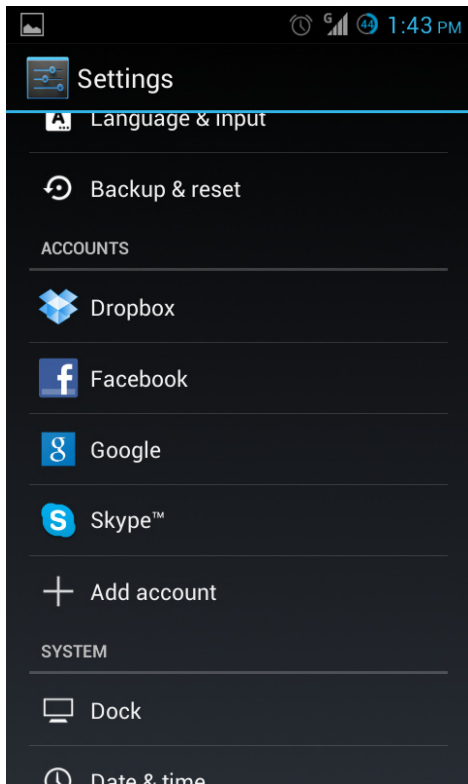 G 44 1:43 PM
Settings
Language & input
Backup & reset
ACCOUNTS
Dropbox
Facebook
Google
Skype™
Add account
SYSTEM
Dock
Date & time